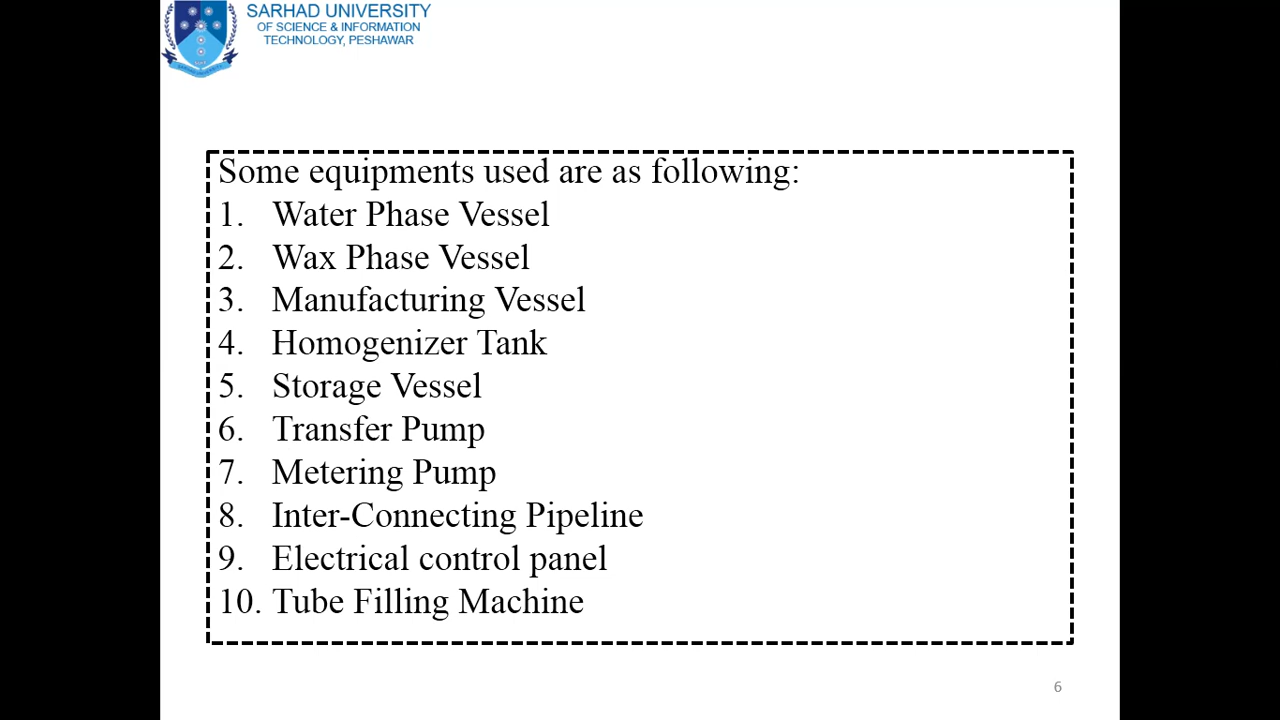 SARHAD UNIVERSITY
OF SCIENCE & INFORMATION
TECHNOLOGY, PESHAWAR
Some equipments used are as following:
1. Water Phase Vessel
2. Wax Phase Vessel
3. Manufacturing Vessel
4. Homogenizer Tank
5. Storage Vessel
6. Transfer Pump
7. Metering Pump
8. Inter-Connecting Pipeline
9. Electrical control panel
10. Tube Filling Machine
6